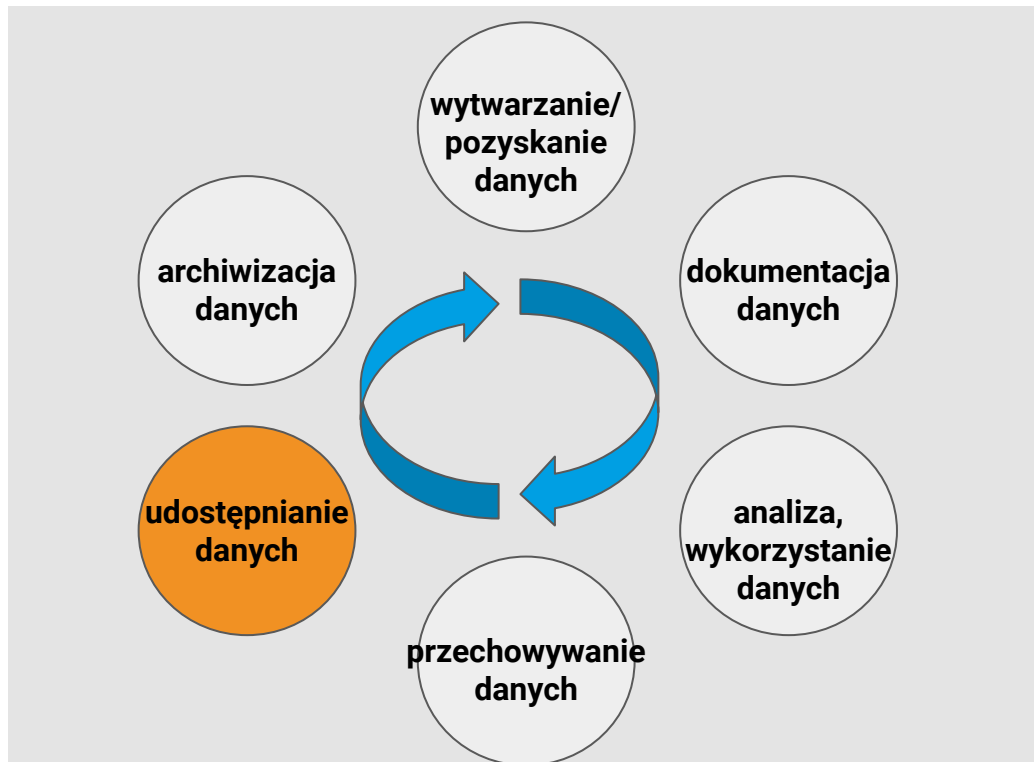 wytwarzanie/
pozyskanie
danych
dokumentacja
danych
analiza,
wykorzystanie
danych
przechowywanie
danych
udostępnianie
danych
archiwizacja
danych